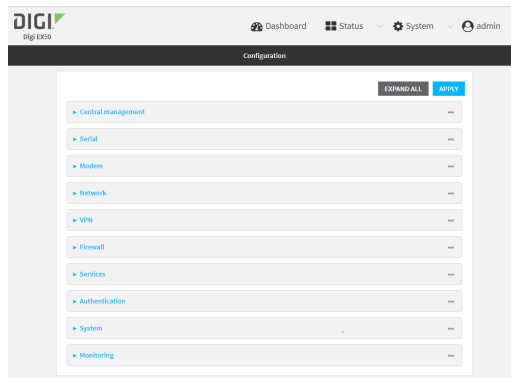 DIGI
Digi EX50
Dashboard Status System admin
Configuration
EXPAND ALL APPLY
► Central management
► Serial
► Modem
► Network
► VPN
► Firewall
► Services
► Authentication
► System
► Monitoring